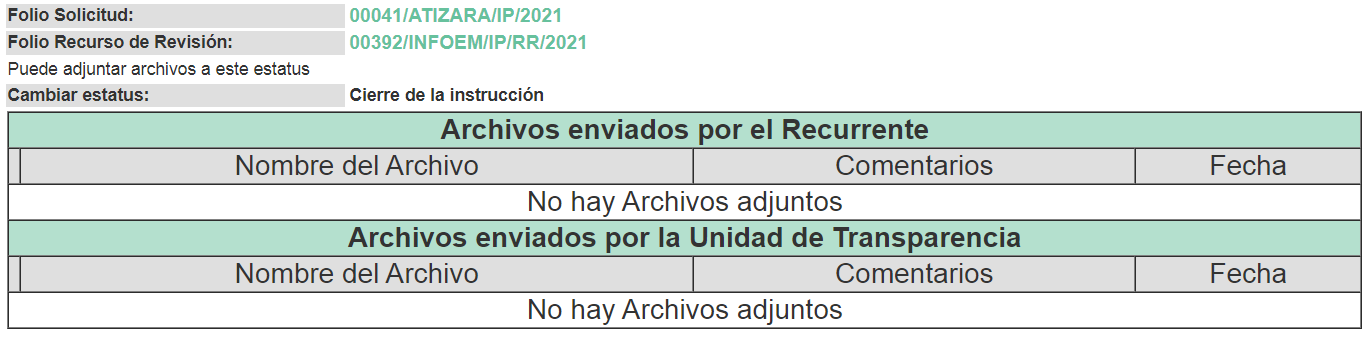 Folio Solicitud: 00041/ATIZARA/IP/2021
Folio Recurso de Revisión: 00392/INFOEM/IP/RR/2021
Puede adjuntar archivos a este estatus
Cambiar estatus: Cierre de la instrucción
Archivos enviados por el Recurrente
Nombre del Archivo Comentarios Fecha
No hay Archivos adjuntos
Archivos enviados por la Unidad de Transparencia
Nombre del Archivo Comentarios Fecha
No hay Archivos adjuntos